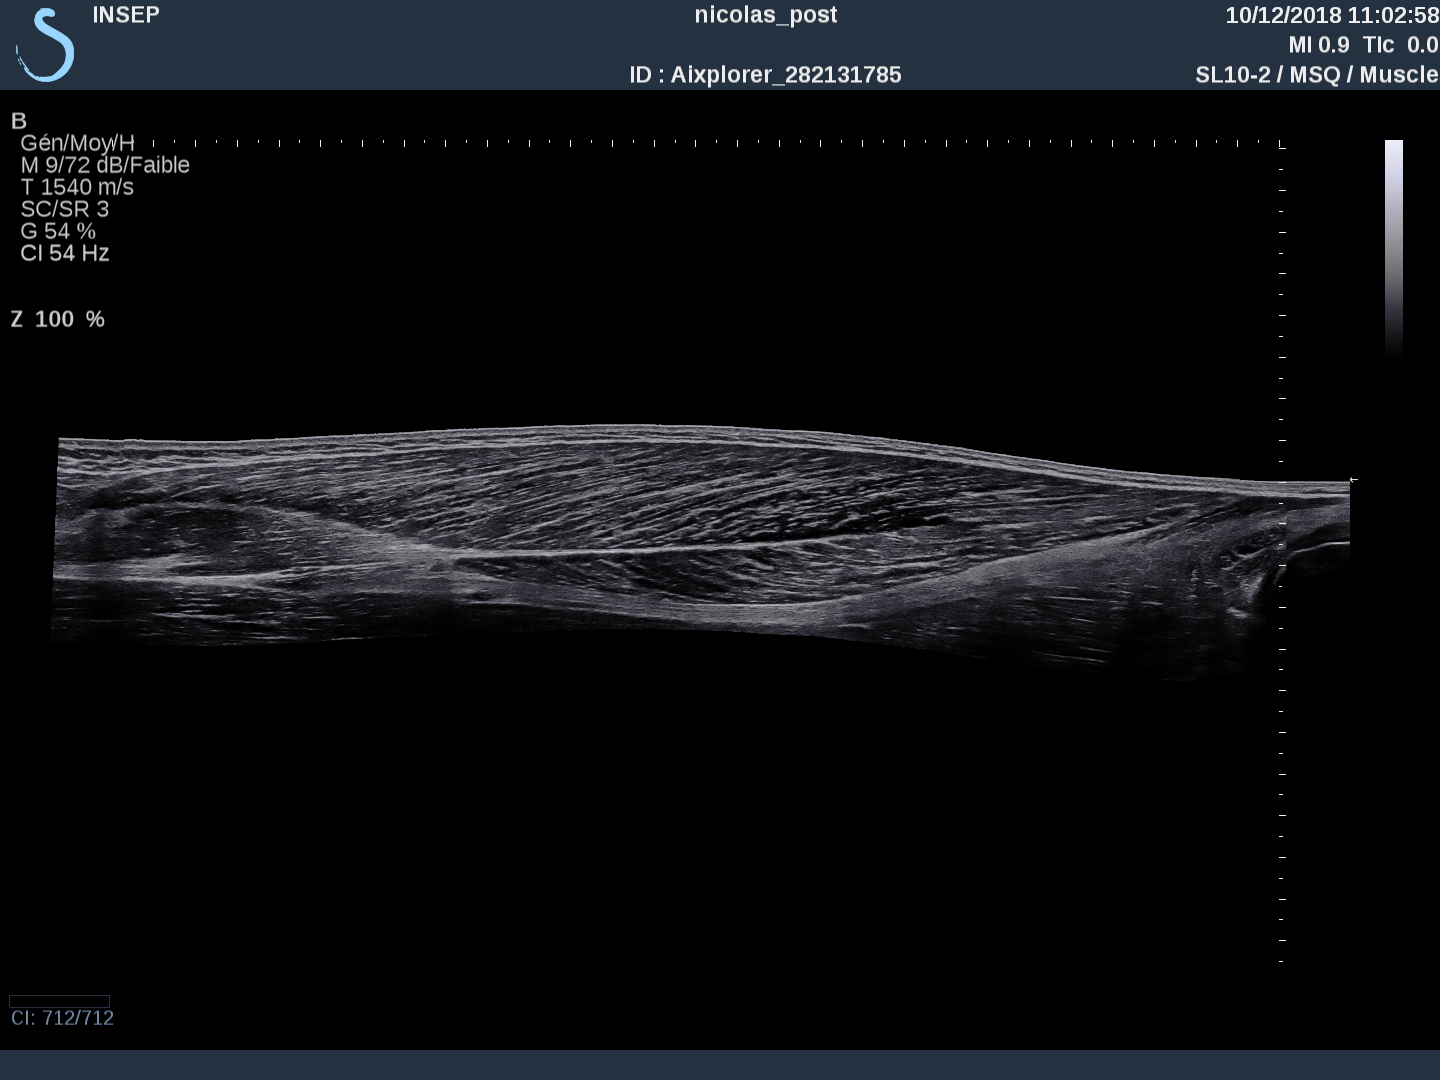 INSEP
nicolas_post
10/12/2018 11:02:58
MI 0.9 TIc 0.0
ID : Aixplorer_282131785
SL10-2 / MSQ / Muscle
B
Gén/Moy/H
M 9/72 dB/Faible
T 1540 m/s
SC/SR 3
G 54 %
CI 54 Hz
Z 100 %
CI: 712/712